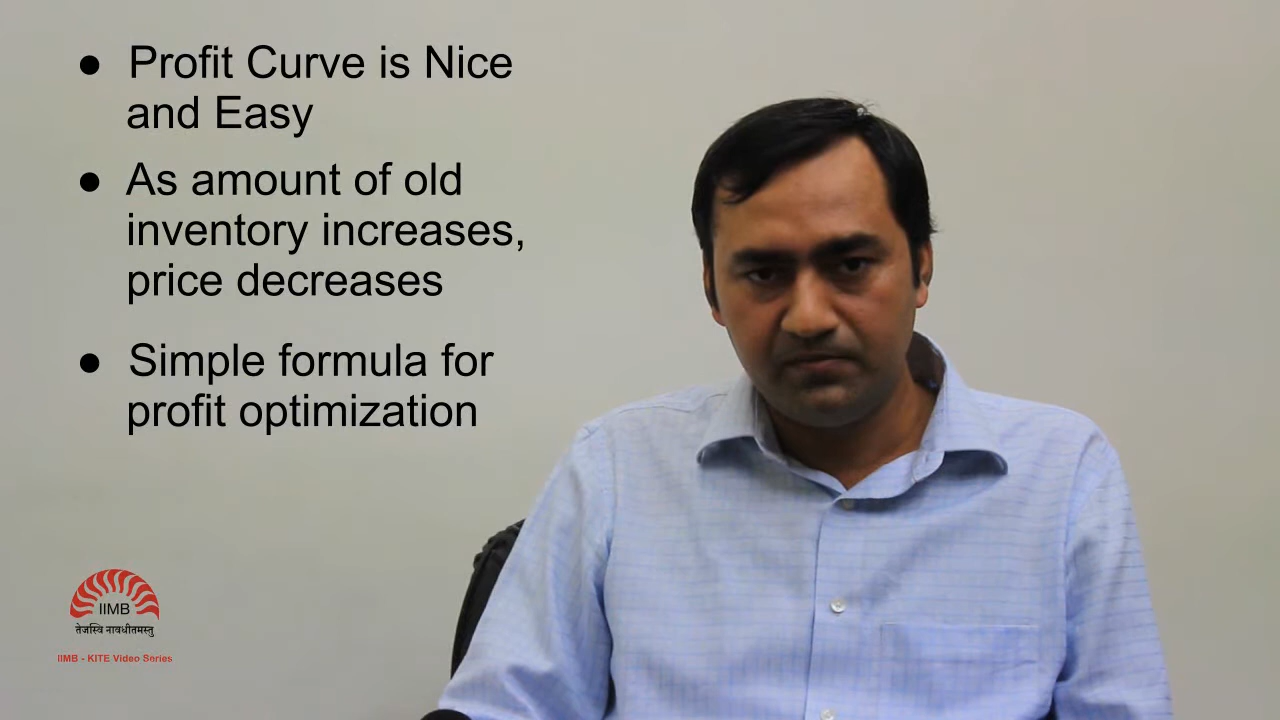 ● Profit Curve is Nice
and Easy
● As amount of old
inventory increases,
price decreases
● Simple formula for
profit optimization
IIMB
तेजस्वि नावधीतमस्तु
IIMB - KITE Video Series